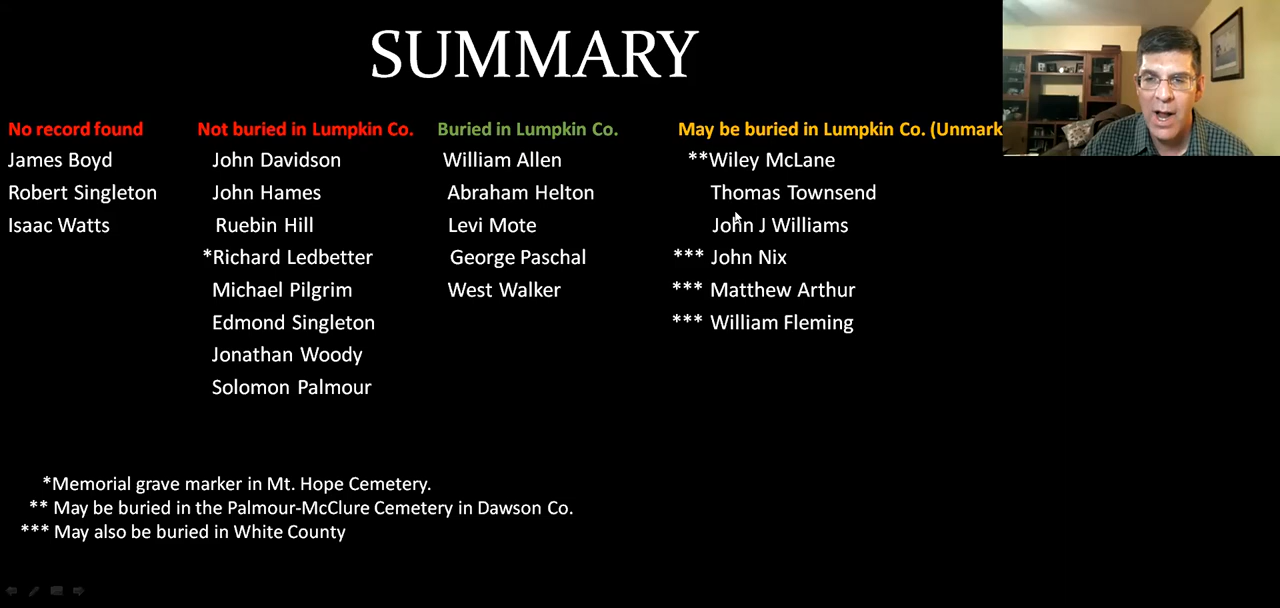 SUMMARY
No record found
James Boyd
Robert Singleton
Isaac Watts
Not buried in Lumpkin Co.
John Davidson
John Hames
Ruebin Hill
*Richard Ledbetter
Michael Pilgrim
Edmond Singleton
Jonathan Woody
Solomon Palmour
Buried in Lumpkin Co.
William Allen
Abraham Helton
Levi Mote
George Paschal
West Walker
May be buried in Lumpkin Co. (Unmark
**Wiley McLane
Thomas Townsend
John J Williams
*** John Nix
*** Matthew Arthur
*** William Fleming
*Memorial grave marker in Mt. Hope Cemetery.
** May be buried in the Palmour-McClure Cemetery in Dawson Co.
*** May also be buried in White County